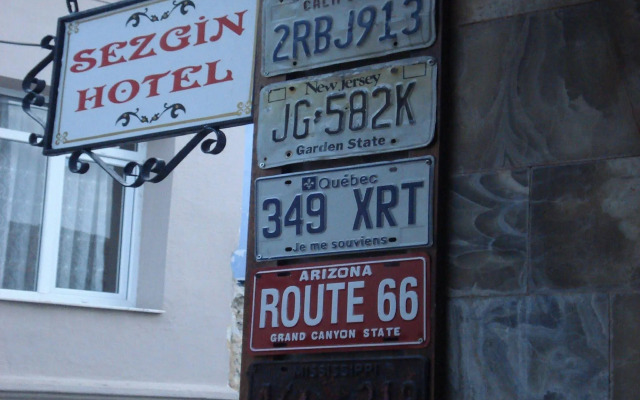 SEZGİN
HOTEL
2RBJ913
New Jersey
JG·582K
Garden State
Québec
349 XRT
Je me souviens
ARIZONA
ROUTE 66
GRAND CANYON STATE
MISSISSIPPI